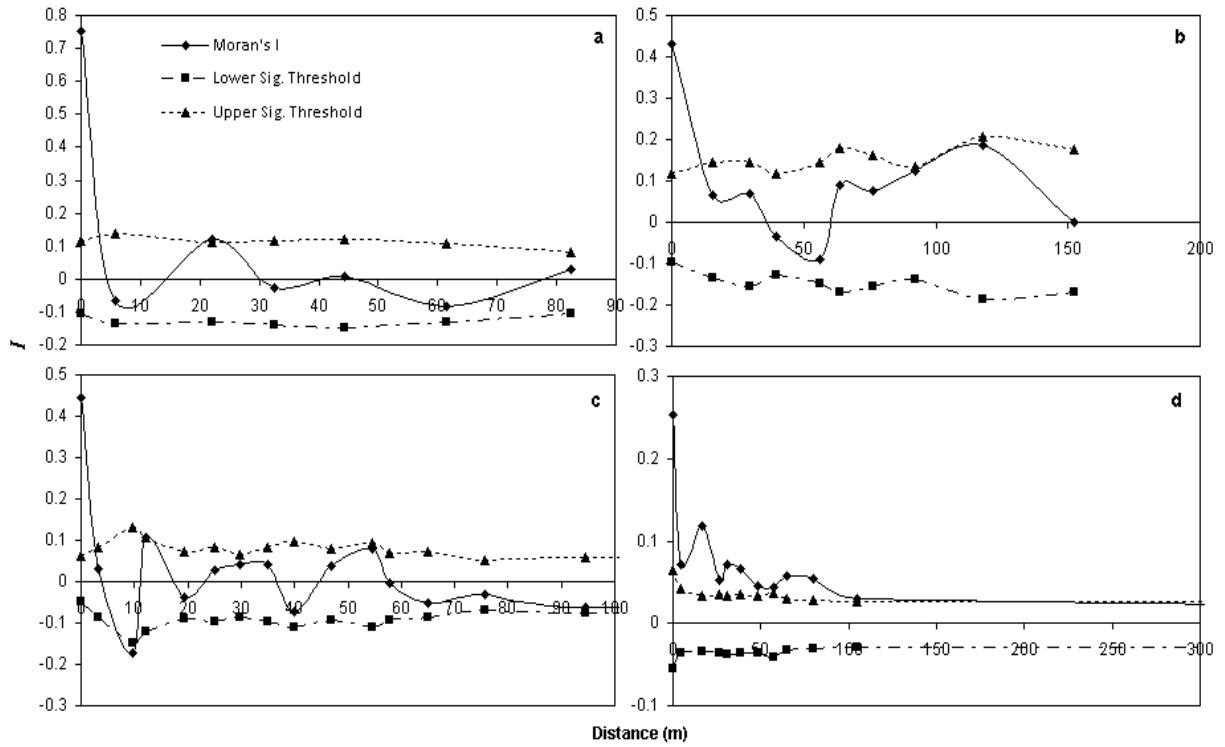 a
0.8
0.7
0.6
0.5
0.4
0.3
0.2
0.1
0
-0.1
-0.2
Moran's I
Lower Sig. Threshold
Upper Sig. Threshold
0 10 20 30 40 50 60 70 80 90
b
0.5
0.4
0.3
0.2
0.1
0
-0.1
-0.2
-0.3
0 50 100 150 200
I
c
0.5
0.4
0.3
0.2
0.1
0
-0.1
-0.2
-0.3
0 10 20 30 40 50 60 70 80 90 100
d
0.3
0.2
0.1
0
-0.1
0 50 100 150 200 250 300
Distance (m)